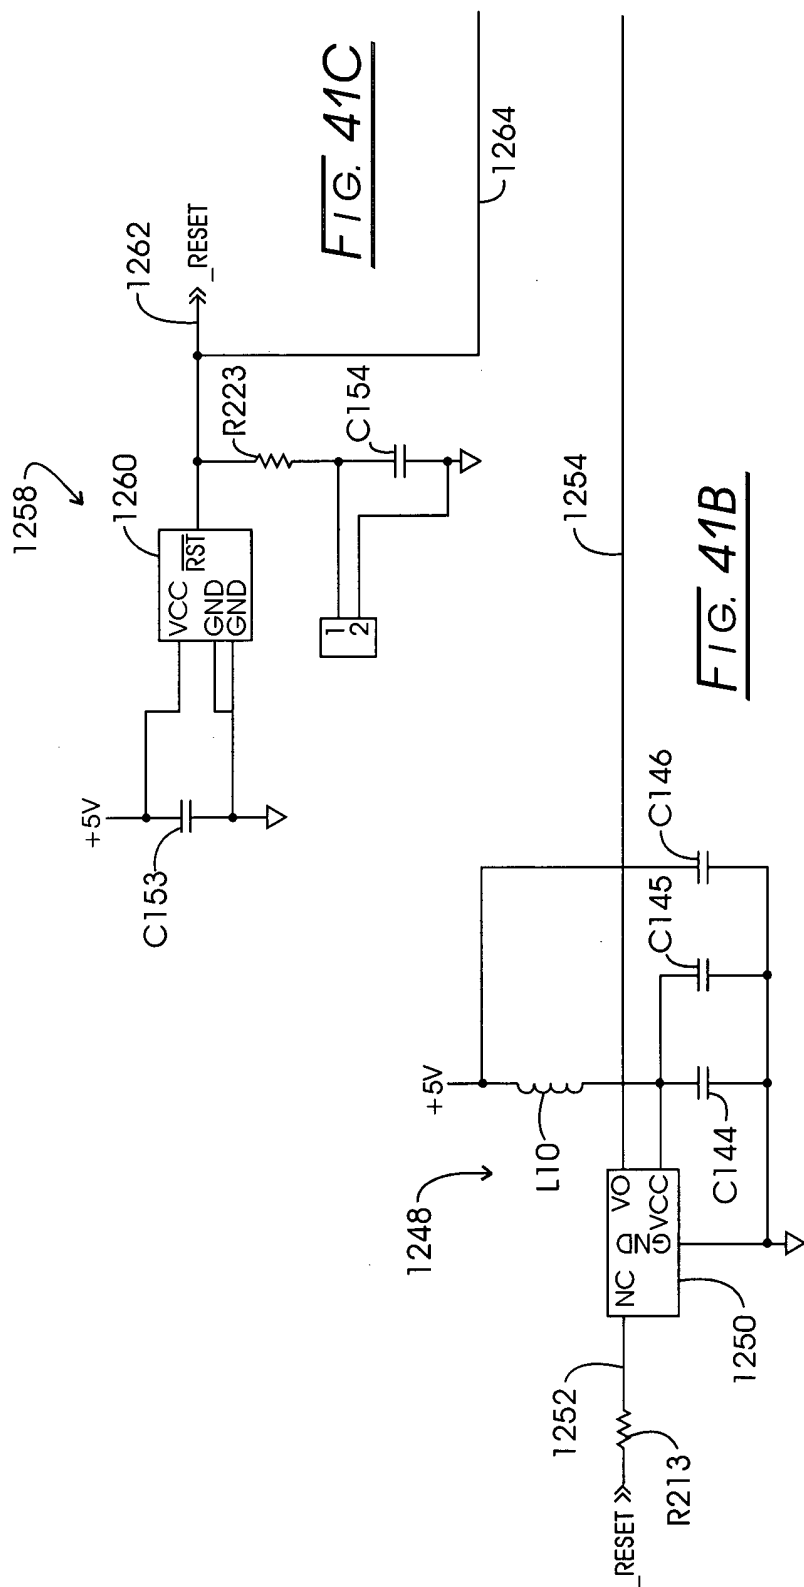 1258
1260
1262
+5V
VCC
RST
GND
GND
_RESET
C153
R223
1
2
C154
1264
FIG. 41C
1248
+5V
L10
1254
1252
NC
VO
GND
VCC
_RESET
R213
1250
C144
C145
C146
FIG. 41B